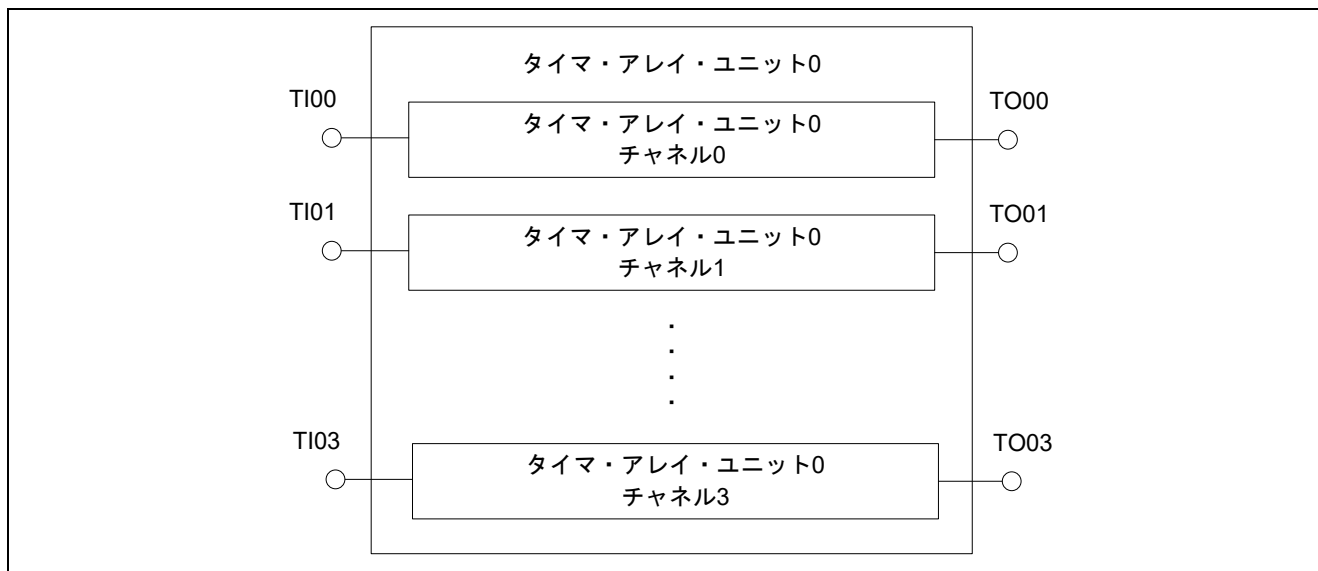 タイマ・アレイ・ユニット0
TI00
タイマ・アレイ・ユニット0
チャネル0
TO00
TI01
タイマ・アレイ・ユニット0
チャネル1
TO01
・
・
・
・
TI03
タイマ・アレイ・ユニット0
チャネル3
TO03